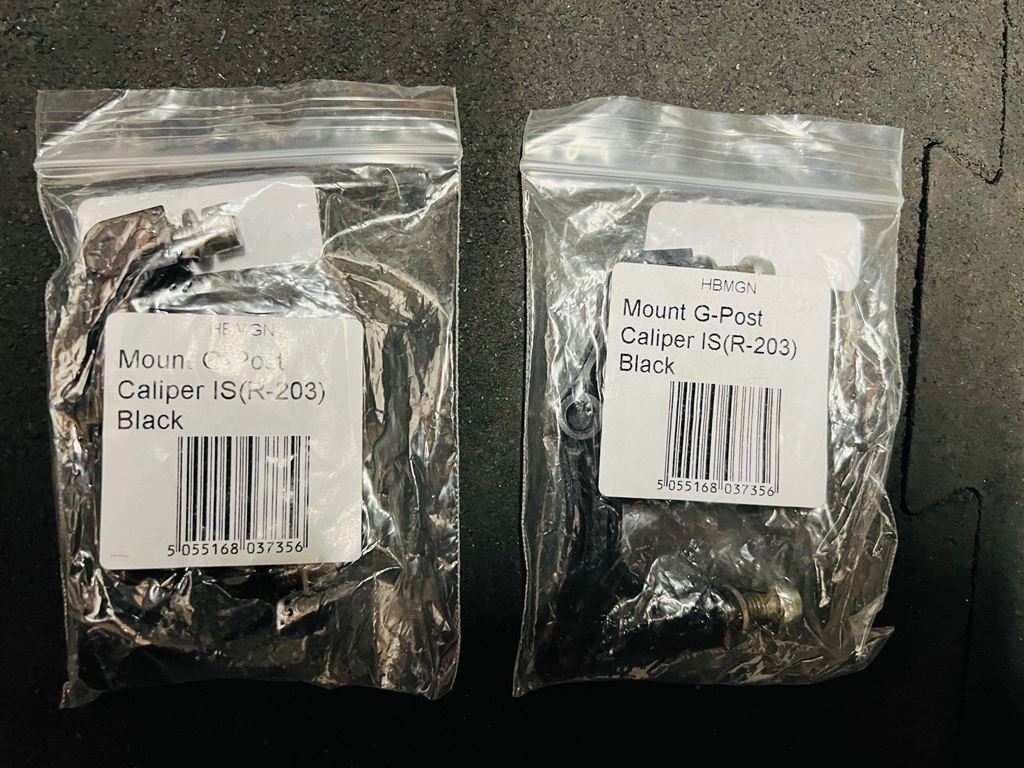 HBMGN
Mount G-Post
Caliper IS(R-203)
Black
5 055168 037356
HBMGN
Mount G-Post
Caliper IS(R-203)
Black
5 055168 037356